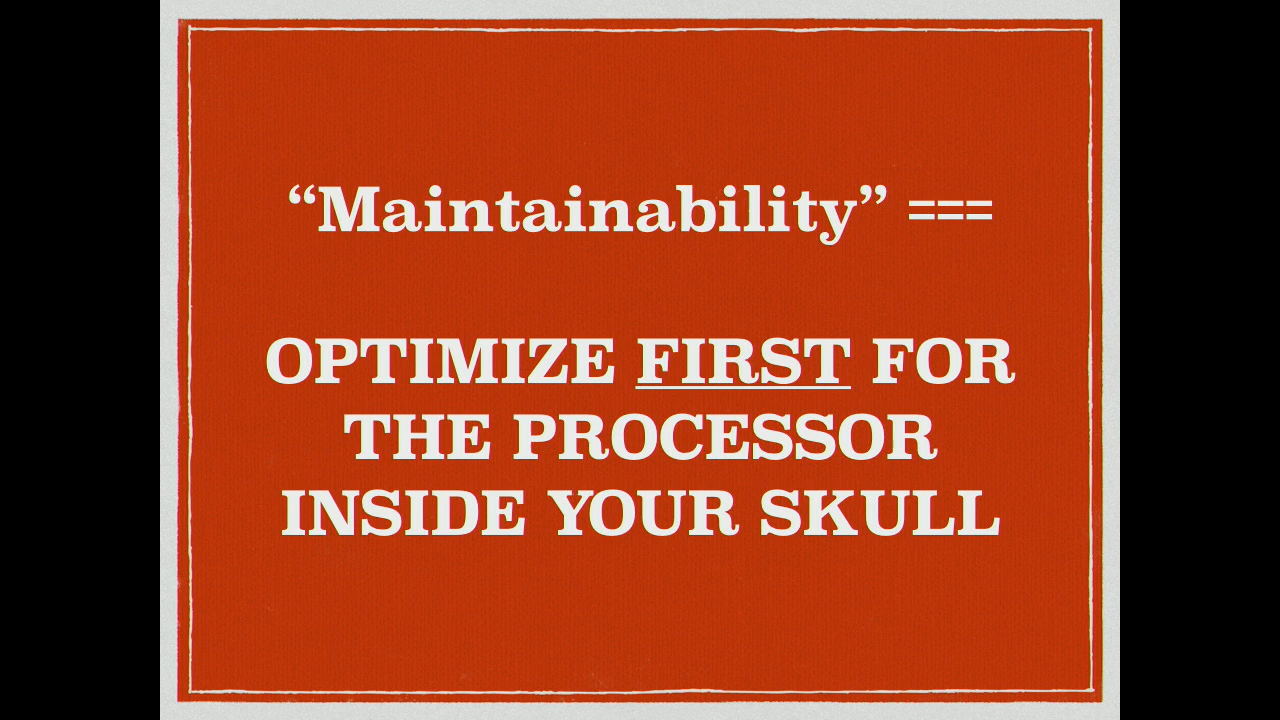 “Maintainability” ===
OPTIMIZE FIRST FOR
THE PROCESSOR
INSIDE YOUR SKULL